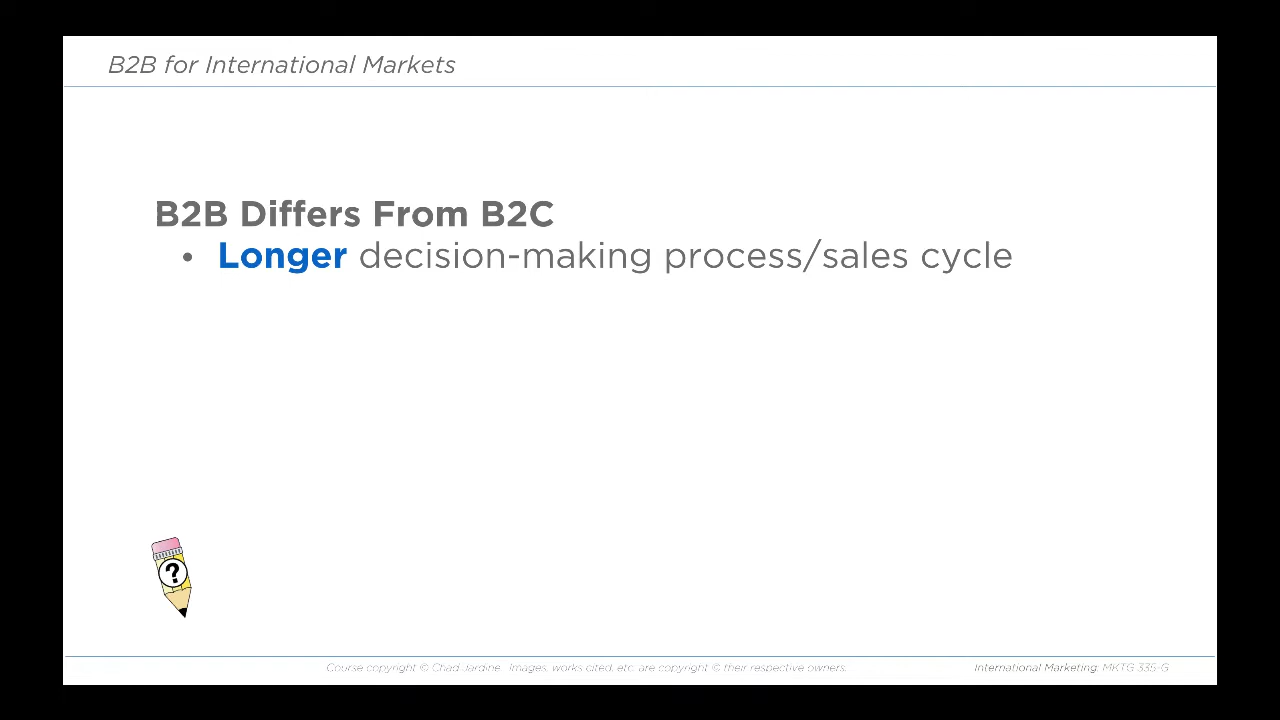 B2B for International Markets
B2B Differs From B2C
• Longer decision-making process/sales cycle
?
Course copyright © Chad Jardine. Images, works cited, etc. are copyright © their respective owners.
International Marketing: MKTG 335-G